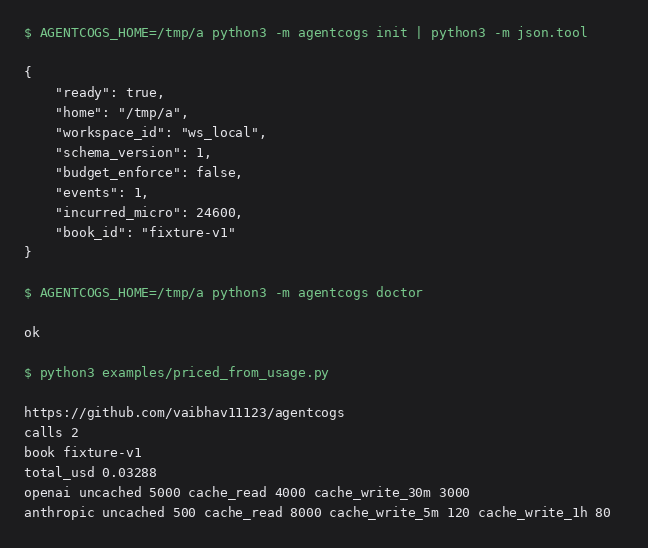 $ AGENTCOGS_HOME=/tmp/a python3 -m agentcogs init | python3 -m json.tool
{
    "ready": true,
    "home": "/tmp/a",
    "workspace_id": "ws_local",
    "schema_version": 1,
    "budget_enforce": false,
    "events": 1,
    "incurred_micro": 24600,
    "book_id": "fixture-v1"
}
$ AGENTCOGS_HOME=/tmp/a python3 -m agentcogs doctor
ok
$ python3 examples/priced_from_usage.py
https://github.com/vaibhav11123/agentcogs
calls 2
book fixture-v1
total_usd 0.03288
openai uncached 5000 cache_read 4000 cache_write_30m 3000
anthropic uncached 500 cache_read 8000 cache_write_5m 120 cache_write_1h 80